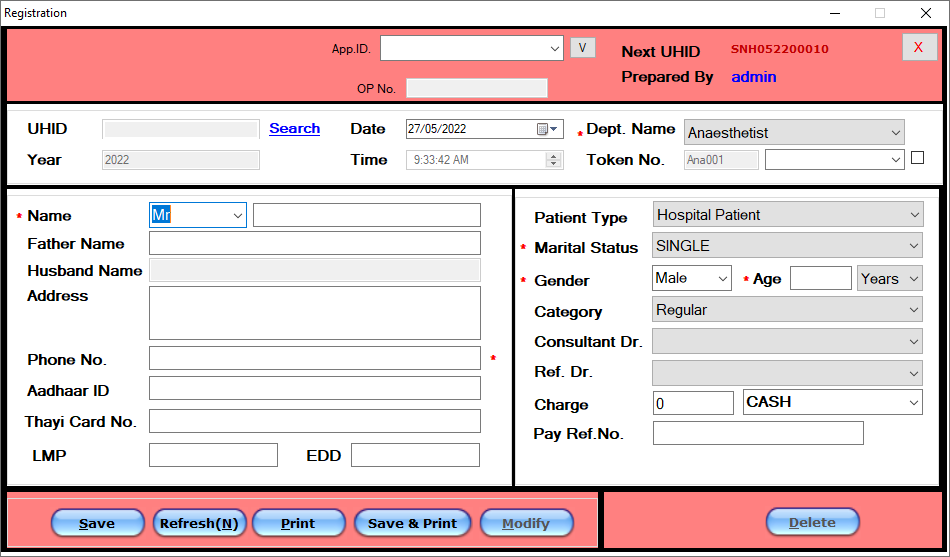 Registration
App.ID. V Next UHID SNH052200010 X
Prepared By admin
OP No.
UHID Search Date 27/05/2022 * Dept. Name Anaesthetist
Year 2022 Time 9:33:42 AM Token No. Ana001
* Name Mr
Father Name
Husband Name
Address
Phone No. *
Aadhaar ID
Thayi Card No.
LMP EDD
Patient Type Hospital Patient
* Marital Status SINGLE
* Gender Male * Age Years
Category Regular
Consultant Dr.
Ref. Dr.
Charge 0 CASH
Pay Ref.No.
Save Refresh(N) Print Save & Print Modify Delete